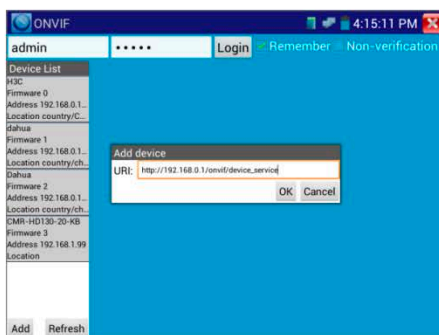 ONVIF
4:15:11 PM
admin
•••••
Login
Remember
Non-verification
Device List
H3C
Firmware 0
Address 192.168.0.1...
Location country/C...
dahua
Firmware 1
Address 192.168.0.1...
Location country/ch...
Dahua
Firmware 2
Address 192.168.0.1...
Location country/ch...
CMR-HD130-20-KB
Firmware 3
Address 192.168.1.99
Location
Add device
URI: http://192.168.0.1/onvif/device_service
OK Cancel
Add Refresh